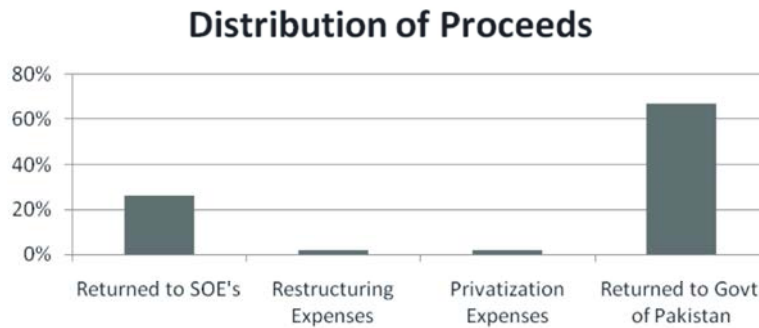 Distribution of Proceeds
80%
60%
40%
20%
0%
Returned to SOE's
Restructuring
Expenses
Privatization
Expenses
Returned to Govt
of Pakistan